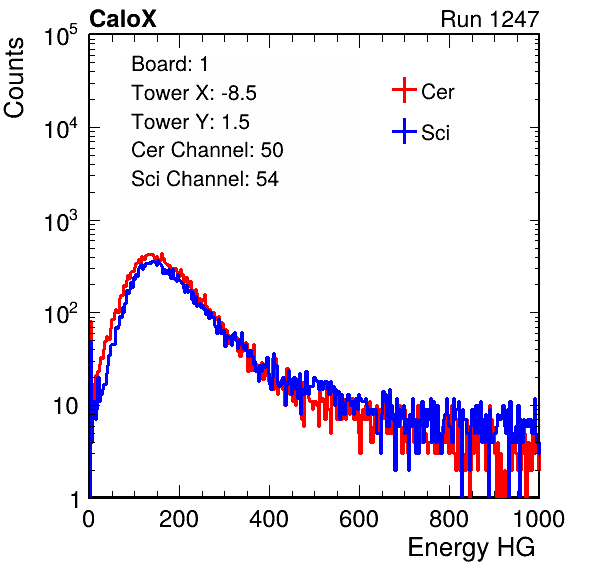 CaloX Run 1247
Counts
10^5
10^4
10^3
10^2
10
1
Board: 1
Tower X: -8.5
Tower Y: 1.5
Cer Channel: 50
Sci Channel: 54
Cer
Sci
0 200 400 600 800 1000
Energy HG